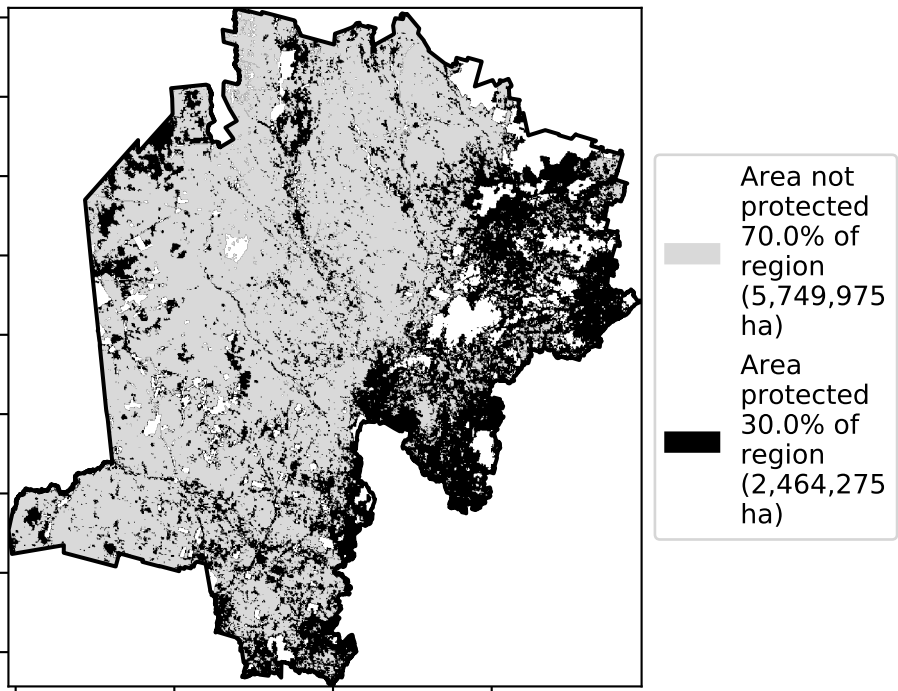 Area not
protected
70.0% of
region
(5,749,975
ha)
Area
protected
30.0% of
region
(2,464,275
ha)